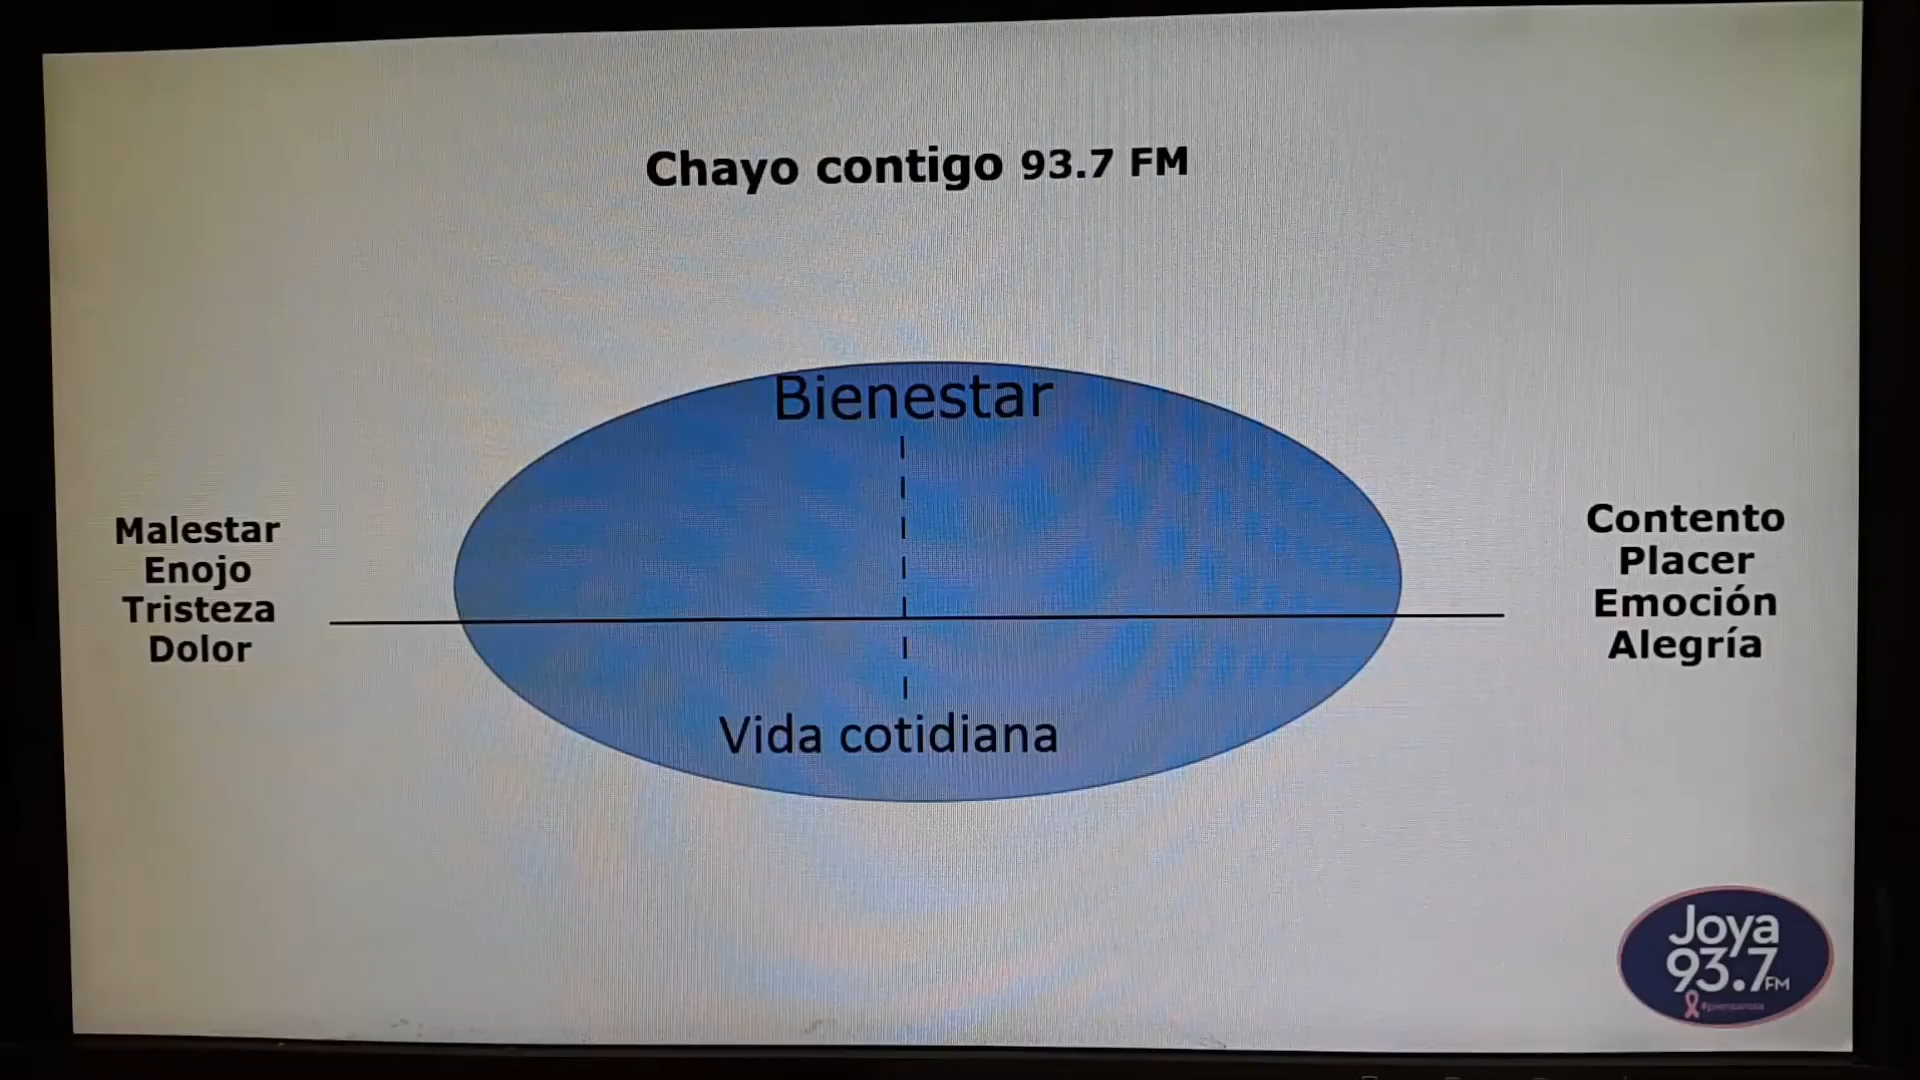 Chayo contigo 93.7 FM
Bienestar
Malestar
Enojo
Tristeza
Dolor
Contento
Placer
Emoción
Alegría
Vida cotidiana
Joya
93.7 FM